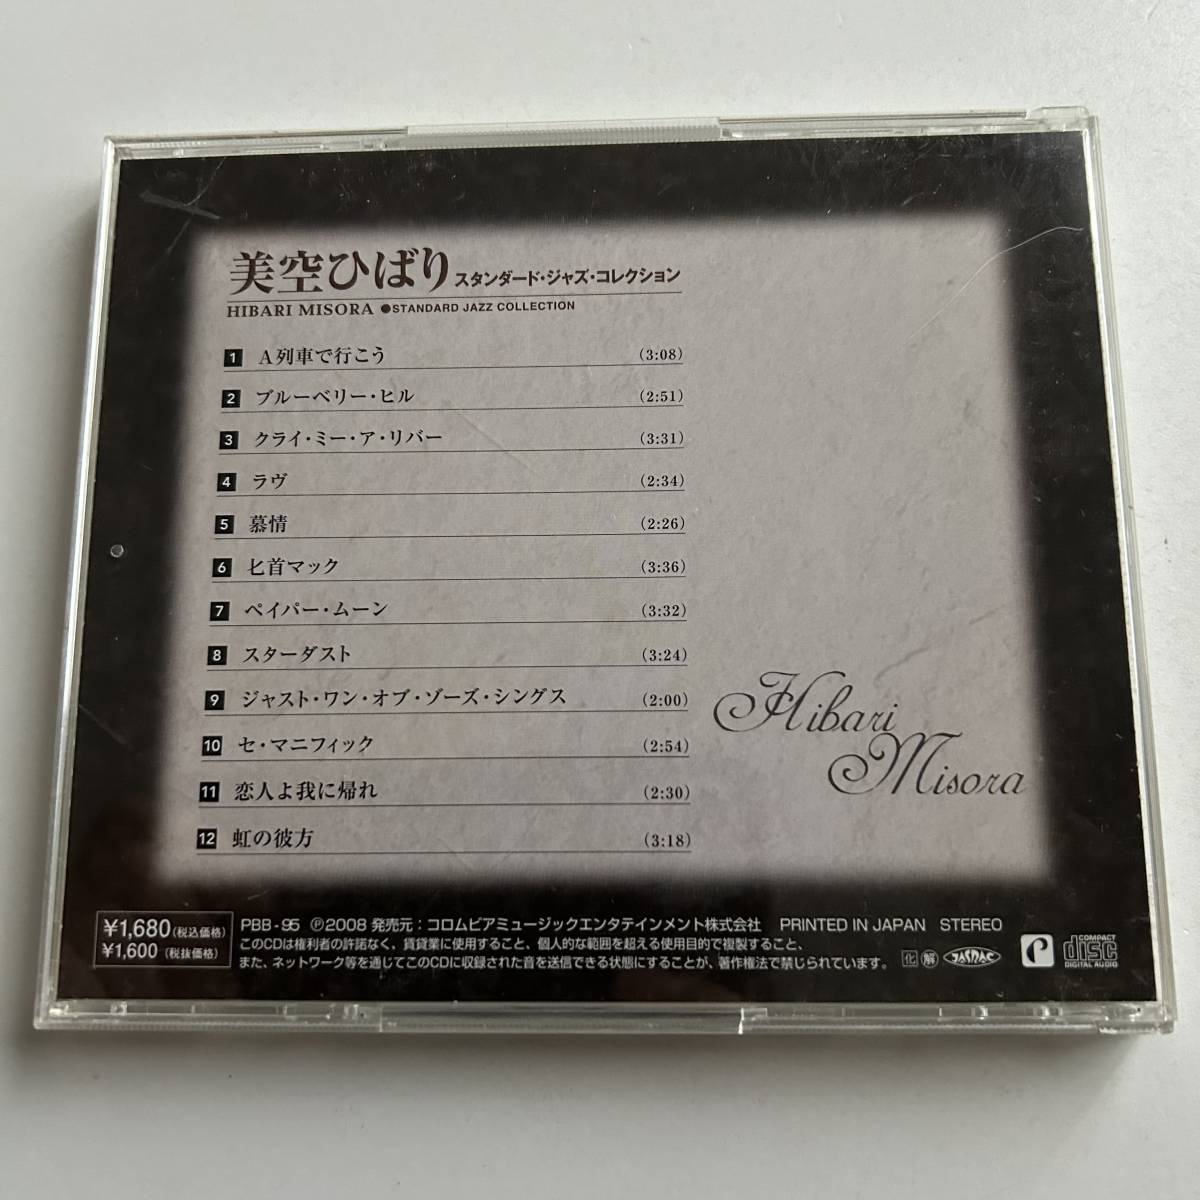 美空ひばり スタンダード・ジャズ・コレクション
HIBARI MISORA ●STANDARD JAZZ COLLECTION
1 A列車で行こう (3:08)
2 ブルーベリー・ヒル (2:51)
3 クライ・ミー・ア・リバー (3:31)
4 ラヴ (2:34)
5 慕情 (2:26)
6 匕首マック (3:36)
7 ペイパー・ムーン (3:32)
8 スターダスト (3:24)
9 ジャスト・ワン・オブ・ゾーズ・シングス (2:00)
10 セ・マニフィック (2:54)
11 恋人よ我に帰れ (2:30)
12 虹の彼方 (3:18)
Hibari
Misora
¥1,680(税込価格)
¥1,600 (税抜価格)
PBB-95 ℗2008 発売元：コロムビアミュージックエンタテインメント株式会社 PRINTED IN JAPAN STEREO
このCDは権利者の許諾なく、賃貸業に使用すること、個人的な範囲を超える使用目的で複製すること、
また、ネットワーク等を通じてこのCDに収録された音を送信できる状態にすることが、著作権法で禁じられています。
化 解 JASRAC
COMPACT
disc
DIGITAL AUDIO